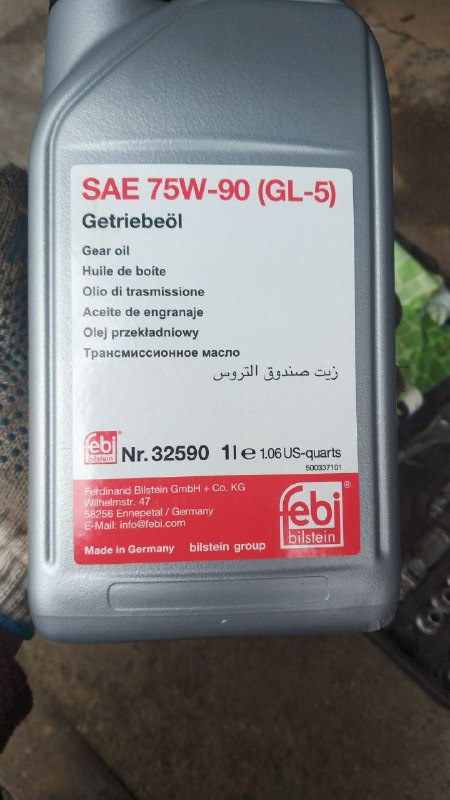 SAE 75W-90 (GL-5)
Getriebeöl
Gear oil
Huile de boîte
Olio di trasmissione
Aceite de engranaje
Olej przekładniowy
Трансмиссионное масло
زيت صندوق التروس
febi
bilstein
Nr. 32590 1 l e 1.06 US-quarts
500337101
Ferdinand Bilstein GmbH + Co. KG
Wilhelmstr. 47
58256 Ennepetal / Germany
E-Mail: info@febi.com
Made in Germany bilstein group
febi®
bilstein